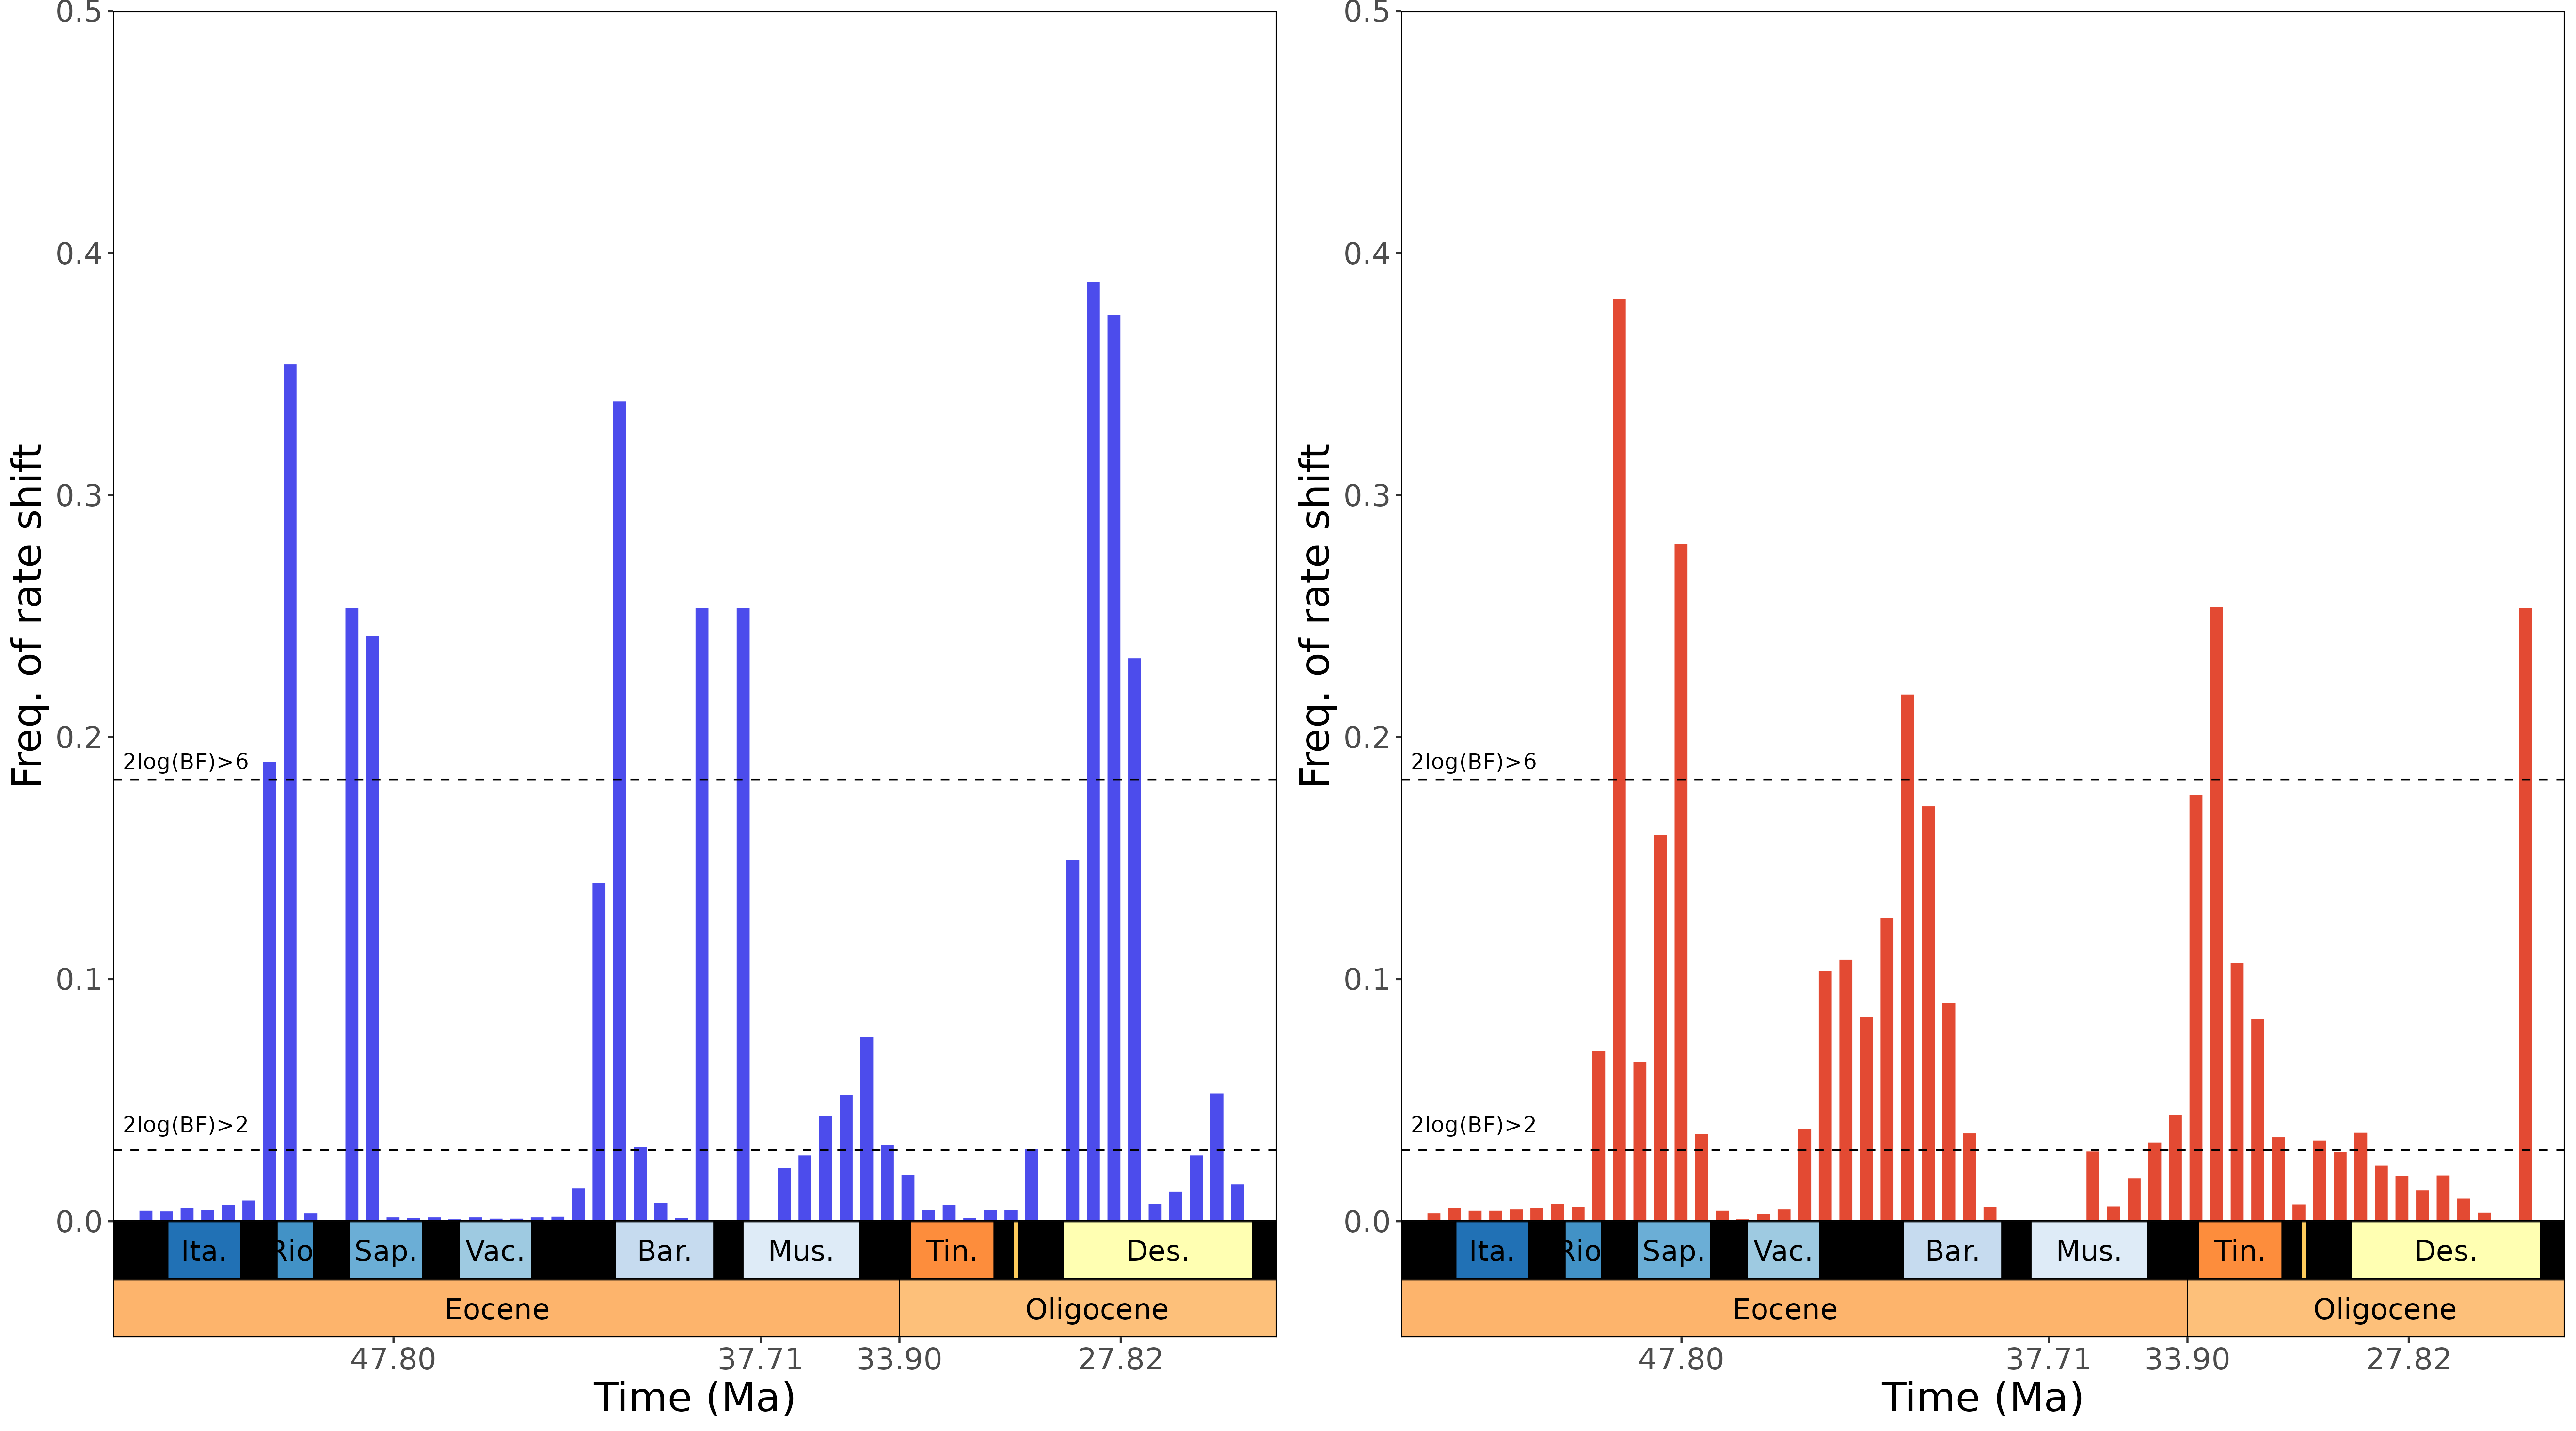 0.5
0.4
0.3
0.2
0.1
0.0
Freq. of rate shift
2log(BF)>6
2log(BF)>2
Ita. Rio Sap. Vac. Bar. Mus. Tin. Des.
Eocene Oligocene
47.80 37.71 33.90 27.82
Time (Ma)
0.5
0.4
0.3
0.2
0.1
0.0
Freq. of rate shift
2log(BF)>6
2log(BF)>2
Ita. Rio Sap. Vac. Bar. Mus. Tin. Des.
Eocene Oligocene
47.80 37.71 33.90 27.82
Time (Ma)